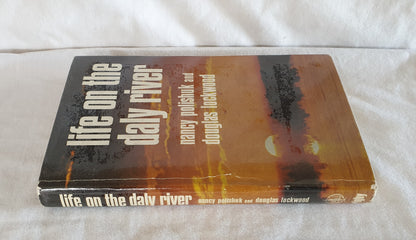 life on the
daly river
nancy polishuk and
douglas lockwood
life on the daly river nancy polishuk and douglas lockwood